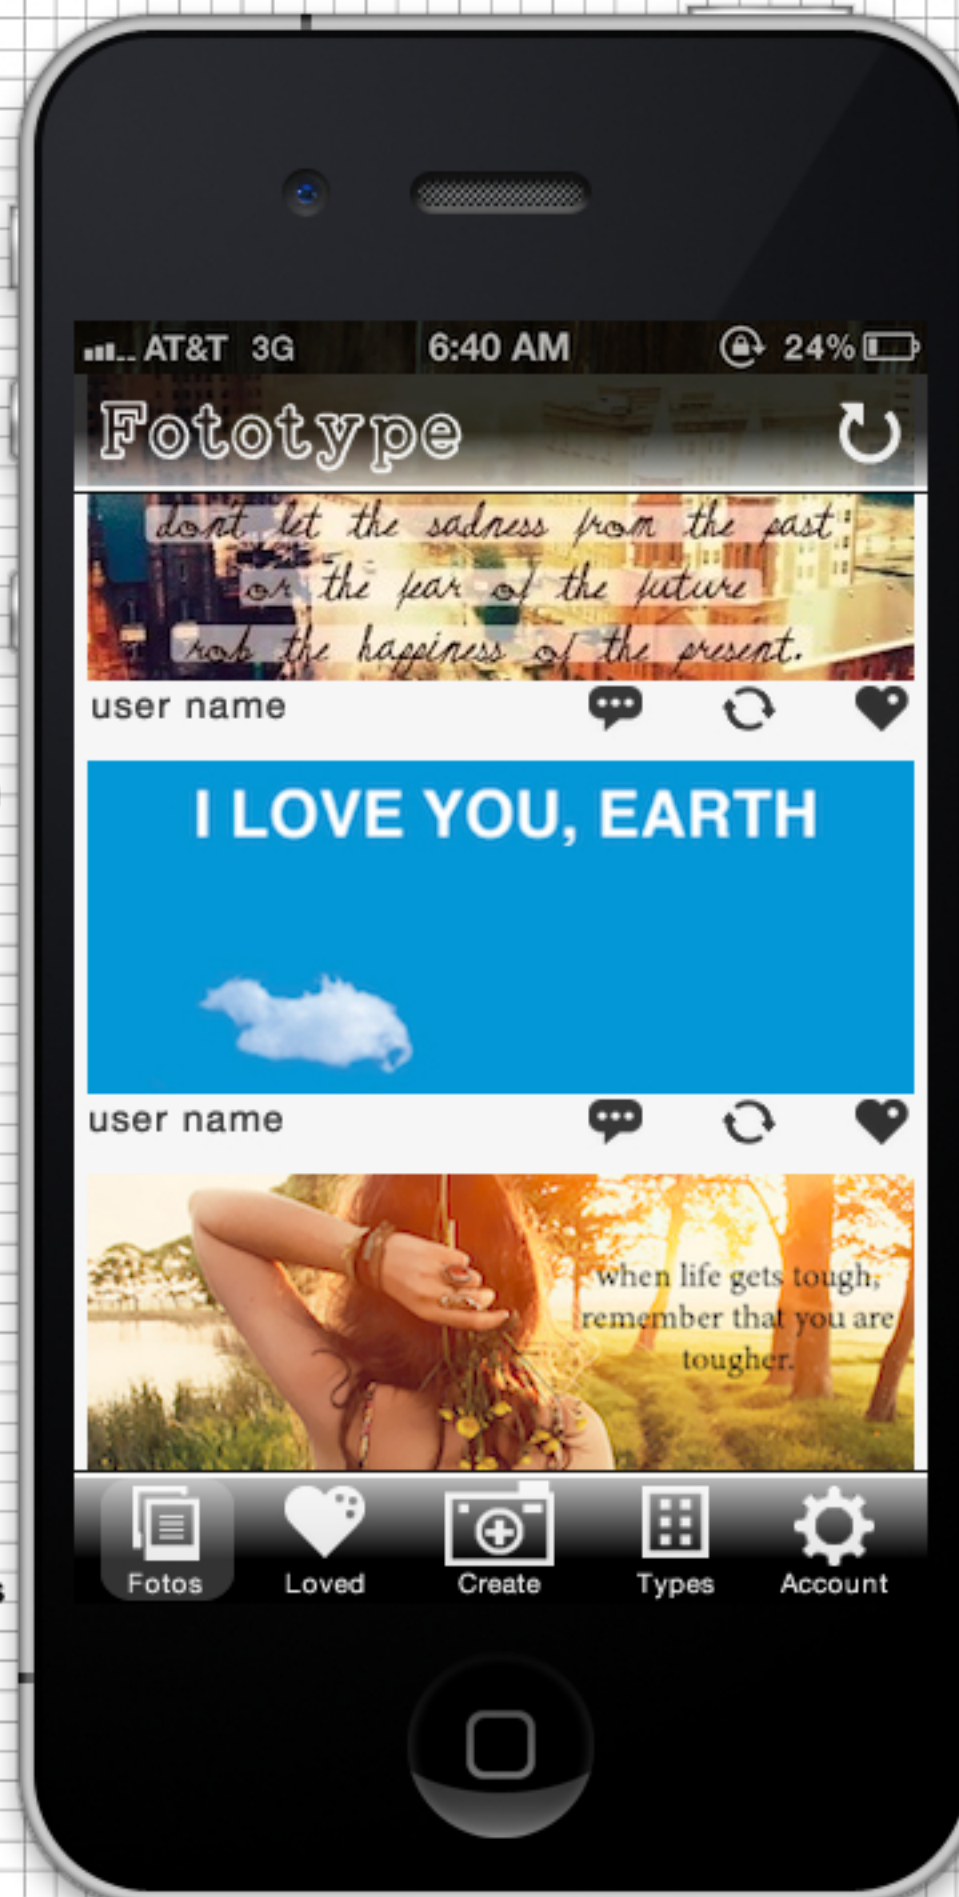 AT&T 3G 6:40 AM 24%
Fototype
don't let the sadness from the past
or the fear of the future
rob the happiness of the present.
user name
I LOVE YOU, EARTH
user name
when life gets tough,
remember that you are
tougher.
Fotos Loved Create Types Account